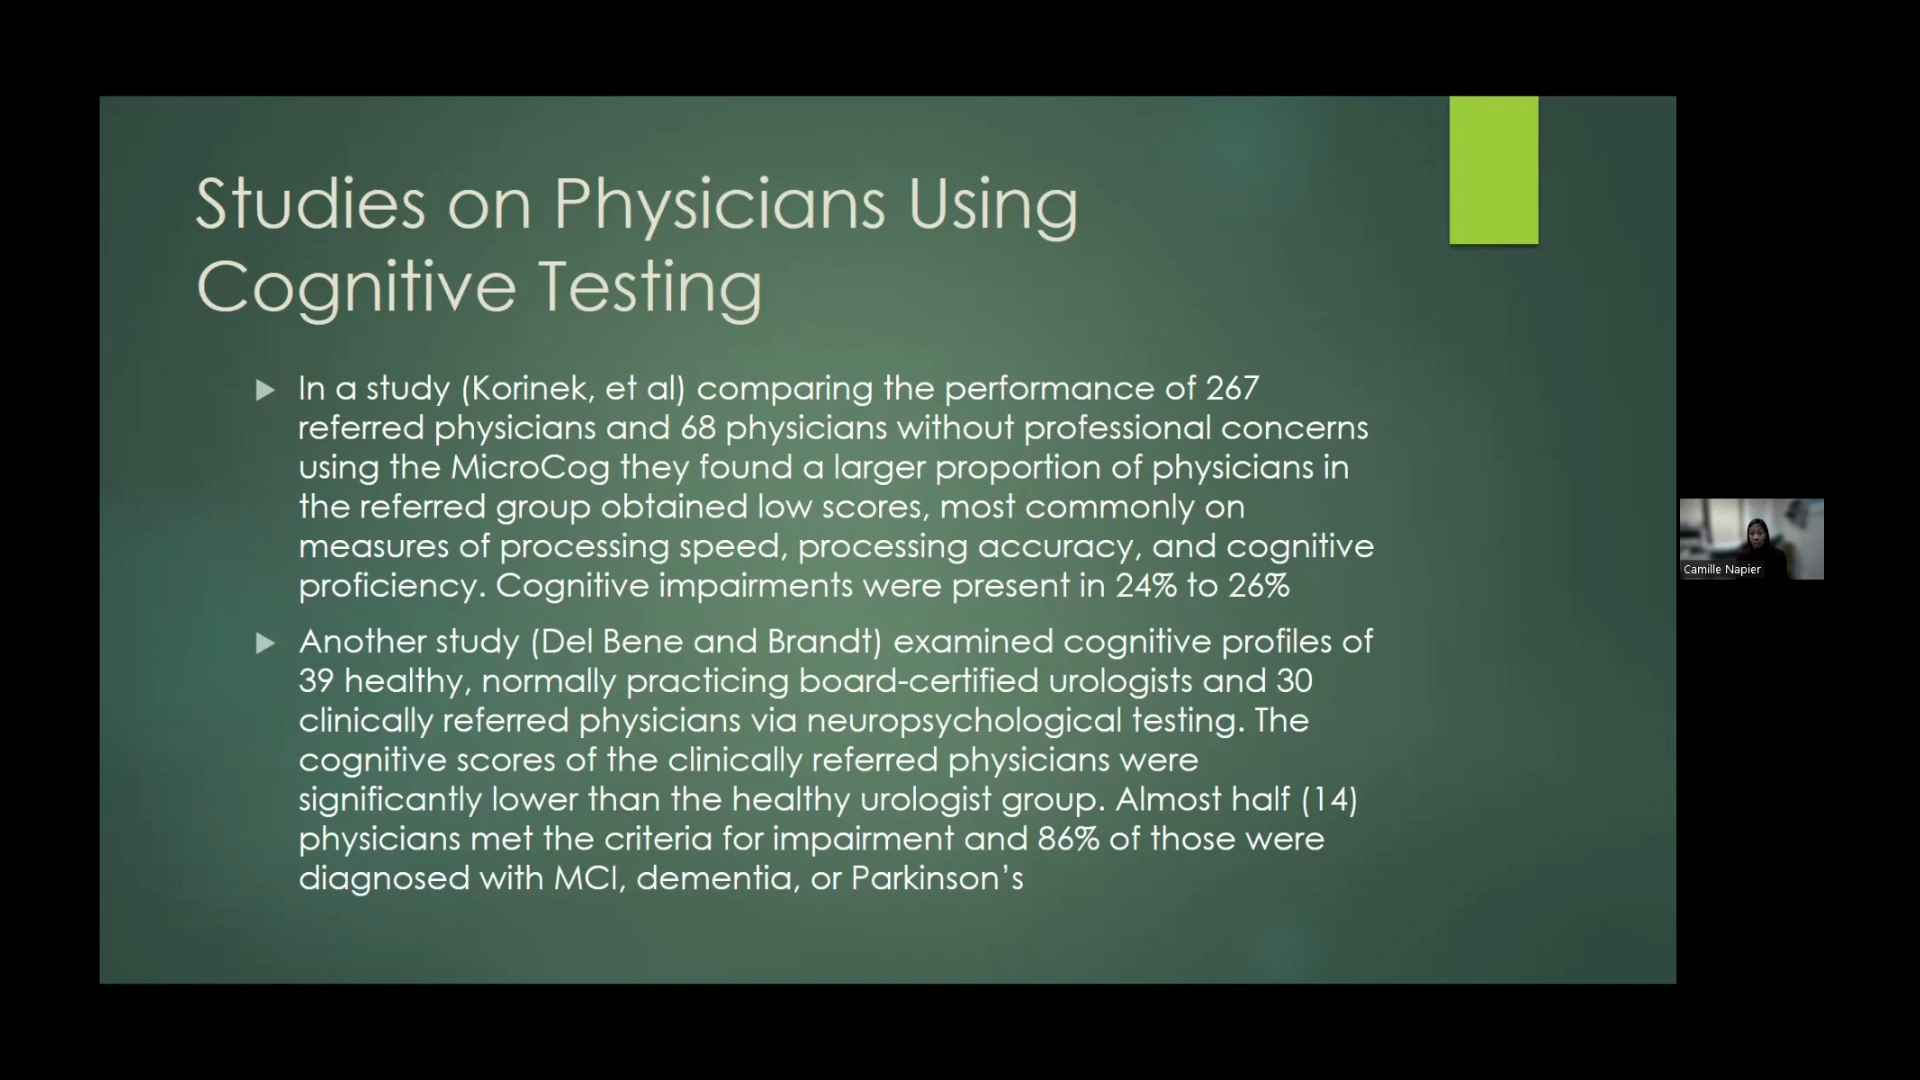 Studies on Physicians Using
Cognitive Testing
In a study (Korinek, et al) comparing the performance of 267
referred physicians and 68 physicians without professional concerns
using the MicroCog they found a larger proportion of physicians in
the referred group obtained low scores, most commonly on
measures of processing speed, processing accuracy, and cognitive
proficiency. Cognitive impairments were present in 24% to 26%
Another study (Del Bene and Brandt) examined cognitive profiles of
39 healthy, normally practicing board-certified urologists and 30
clinically referred physicians via neuropsychological testing. The
cognitive scores of the clinically referred physicians were
significantly lower than the healthy urologist group. Almost half (14)
physicians met the criteria for impairment and 86% of those were
diagnosed with MCI, dementia, or Parkinson’s
Camille Napier